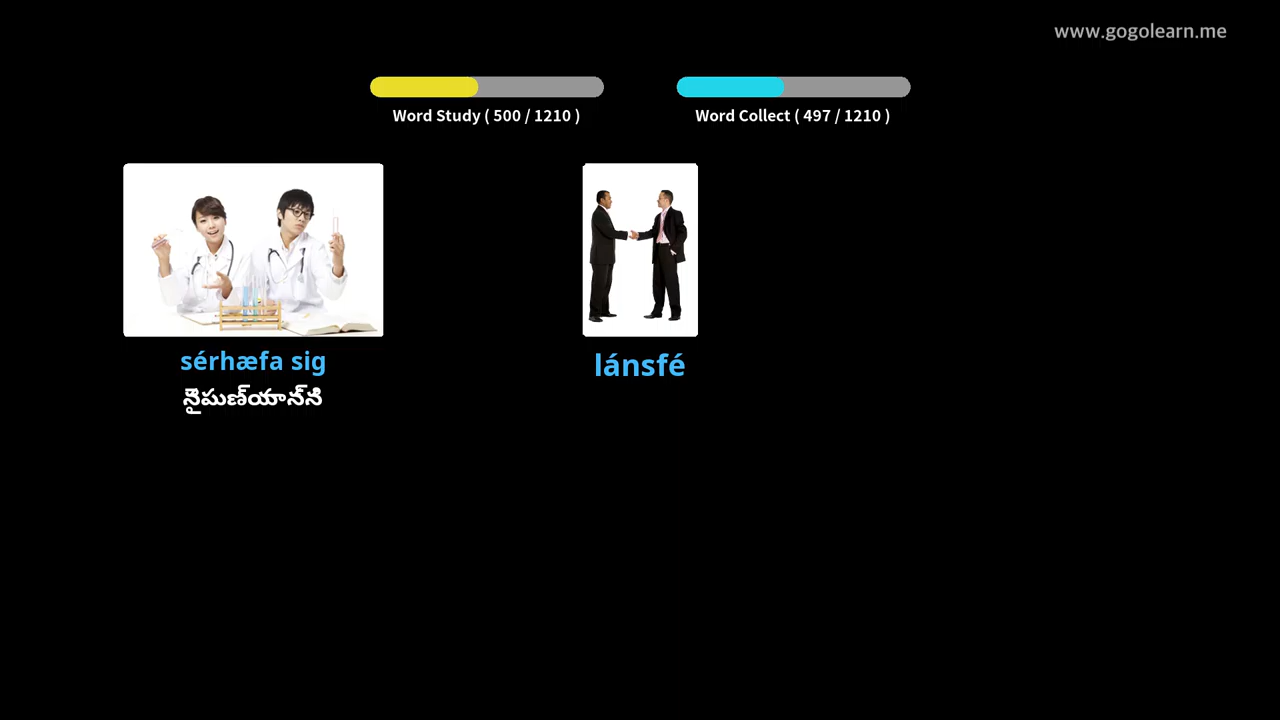 www.gogolearn.me
Word Study ( 500 / 1210 )
Word Collect ( 497 / 1210 )
sérhæfa sig
lánsfé
నైపుణ్యాన్ని